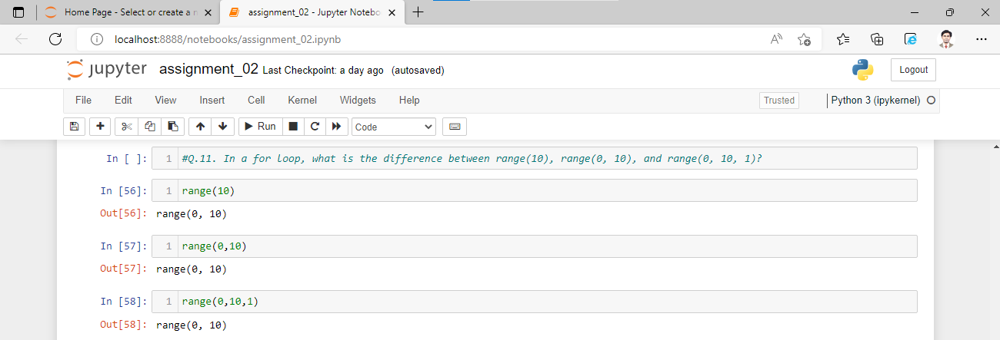 Home Page - Select or create a n
assignment_02 - Jupyter Notebo
localhost:8888/notebooks/assignment_02.ipynb
jupyter assignment_02 Last Checkpoint: a day ago (autosaved)
Logout
File Edit View Insert Cell Kernel Widgets Help
Trusted
Python 3 (ipykernel)
Run
Code
In [ ]: 1 #Q.11. In a for loop, what is the difference between range(10), range(0, 10), and range(0, 10, 1)?
In [56]: 1 range(10)
Out[56]: range(0, 10)
In [57]: 1 range(0,10)
Out[57]: range(0, 10)
In [58]: 1 range(0,10,1)
Out[58]: range(0, 10)